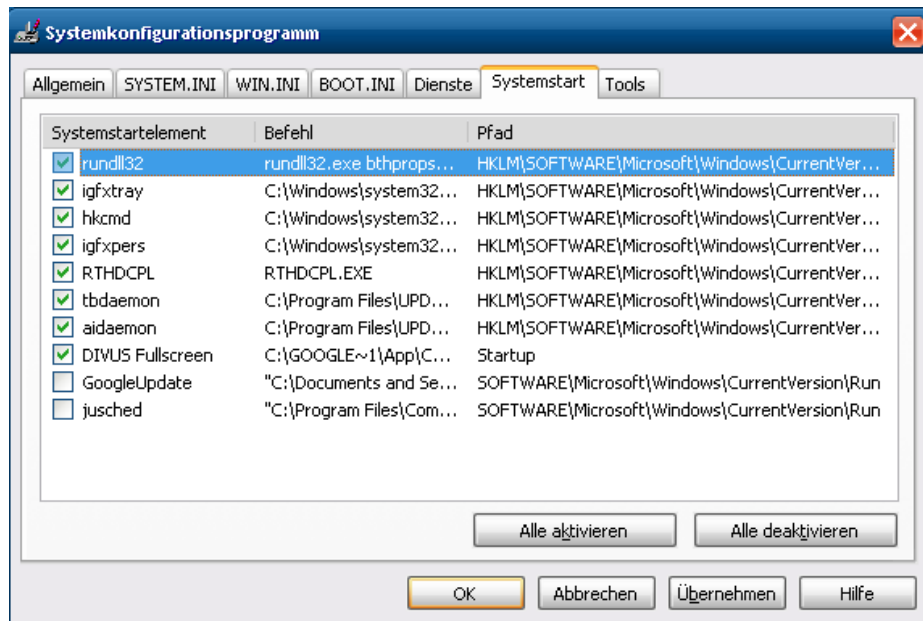 Systemkonfigurationsprogramm
Allgemein SYSTEM.INI WIN.INI BOOT.INI Dienste Systemstart Tools
Systemstartelement Befehl Pfad
rundll32 rundll32.exe bthprops... HKLM\SOFTWARE\Microsoft\Windows\CurrentVer...
igfxtray C:\Windows\system32... HKLM\SOFTWARE\Microsoft\Windows\CurrentVer...
hkcmd C:\Windows\system32... HKLM\SOFTWARE\Microsoft\Windows\CurrentVer...
igfxpers C:\Windows\system32... HKLM\SOFTWARE\Microsoft\Windows\CurrentVer...
RTHDCPL RTHDCPL.EXE HKLM\SOFTWARE\Microsoft\Windows\CurrentVer...
tbdaemon C:\Program Files\UPD... HKLM\SOFTWARE\Microsoft\Windows\CurrentVer...
aidaemon C:\Program Files\UPD... HKLM\SOFTWARE\Microsoft\Windows\CurrentVer...
DIVUS Fullscreen C:\GOOGLE~1\App\C... Startup
GoogleUpdate "C:\Documents and Se... SOFTWARE\Microsoft\Windows\CurrentVersion\Run
jusched "C:\Program Files\Com... SOFTWARE\Microsoft\Windows\CurrentVersion\Run
Alle aktivieren Alle deaktivieren
OK Abbrechen Übernehmen Hilfe